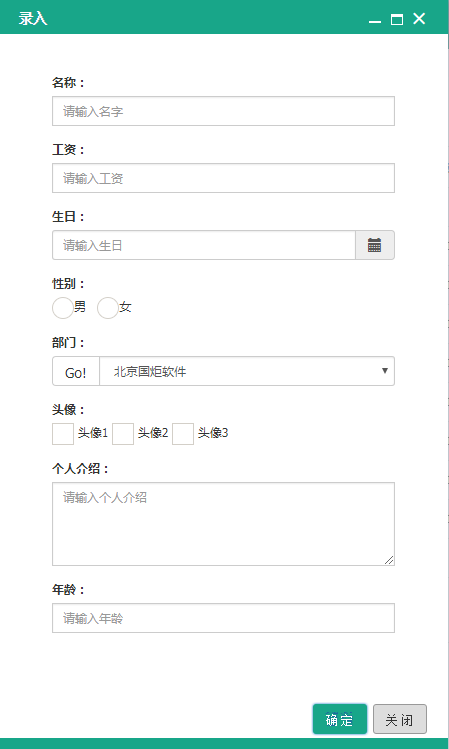 录入
名称：
请输入名字
工资：
请输入工资
生日：
请输入生日
性别：
男 女
部门：
Go! 北京国炬软件
头像：
头像1 头像2 头像3
个人介绍：
请输入个人介绍
年龄：
请输入年龄
确定 关闭